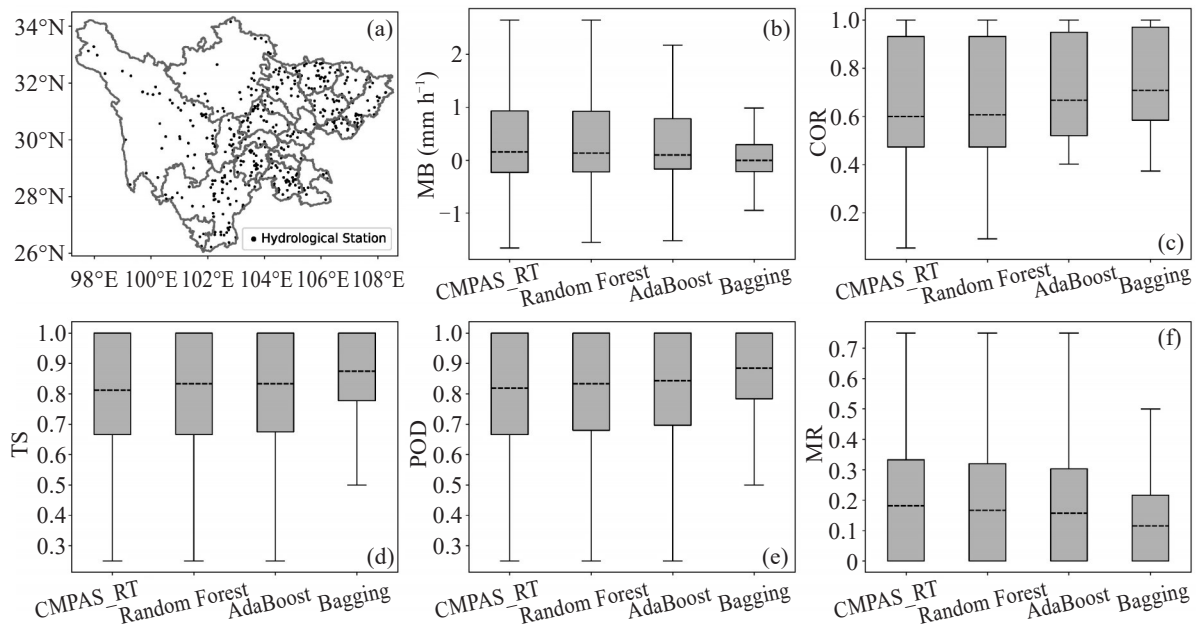 (a)
34°N
32°N
30°N
28°N
26°N
98°E 100°E 102°E 104°E 106°E 108°E
Hydrological Station
(b)
MB (mm h⁻¹)
2
1
0
−1
CMPAS_RT Random Forest AdaBoost Bagging
(c)
COR
1.0
0.8
0.6
0.4
0.2
CMPAS_RT Random Forest AdaBoost Bagging
(d)
TS
1.0
0.9
0.8
0.7
0.6
0.5
0.4
0.3
CMPAS_RT Random Forest AdaBoost Bagging
(e)
POD
1.0
0.9
0.8
0.7
0.6
0.5
0.4
0.3
CMPAS_RT Random Forest AdaBoost Bagging
(f)
MR
0.7
0.6
0.5
0.4
0.3
0.2
0.1
0
CMPAS_RT Random Forest AdaBoost Bagging